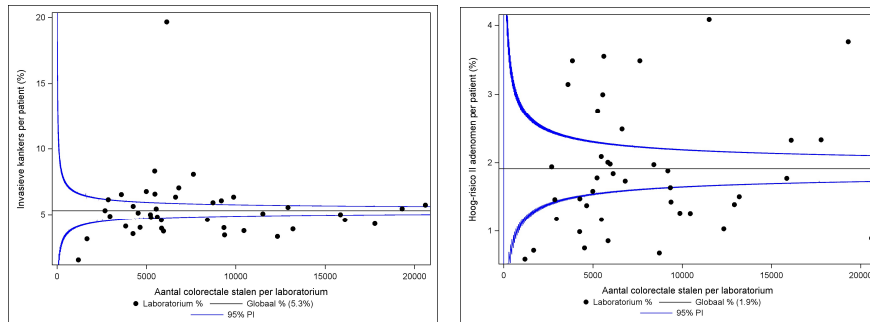 Invasieve kankers per patient (%)
20
15
10
5
0
5000
10000
15000
20000
Aantal colorectale stalen per laboratorium
Laboratorium %
Globaal % (5.3%)
95% PI
Hoog-risico II adenomen per patient (%)
4
3
2
1
0
5000
10000
15000
20000
Aantal colorectale stalen per laboratorium
Laboratorium %
Globaal % (1.9%)
95% PI